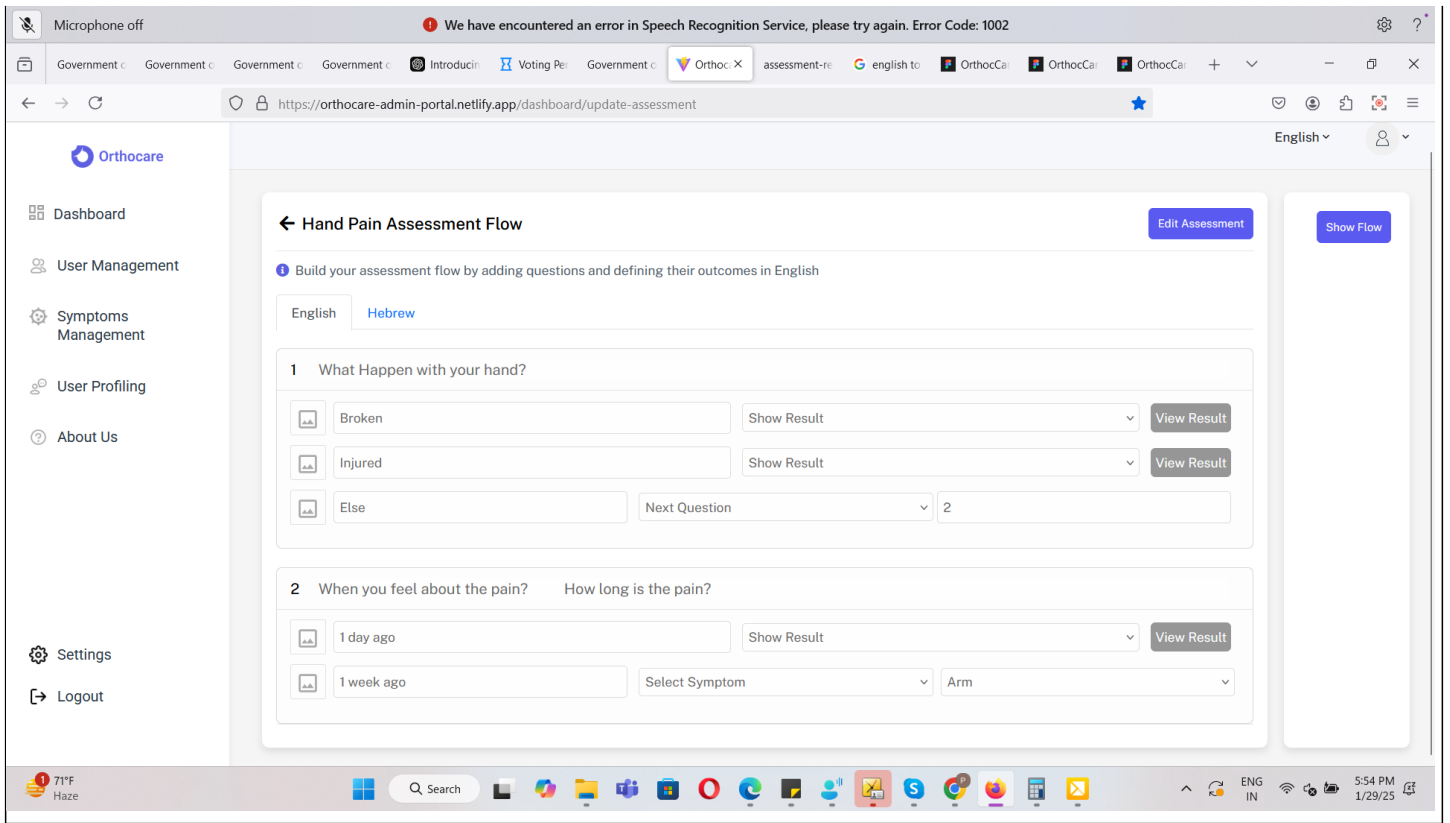 Microphone off
We have encountered an error in Speech Recognition Service, please try again. Error Code: 1002
?
Government o Government o Government o Government o Introducin Voting Per Government o Orthoc assessment-re english to OrthocCar OrthocCar OrthocCar
https://orthocare-admin-portal.netlify.app/dashboard/update-assessment
English
Orthocare
Dashboard
User Management
Symptoms
Management
User Profiling
About Us
Settings
Logout
Hand Pain Assessment Flow
Edit Assessment
Show Flow
Build your assessment flow by adding questions and defining their outcomes in English
English Hebrew
1 What Happen with your hand?
Broken Show Result View Result
Injured Show Result View Result
Else Next Question 2
2 When you feel about the pain? How long is the pain?
1 day ago Show Result View Result
1 week ago Select Symptom Arm
1
71°F
Haze
Search
ENG
IN
5:54 PM
1/29/25